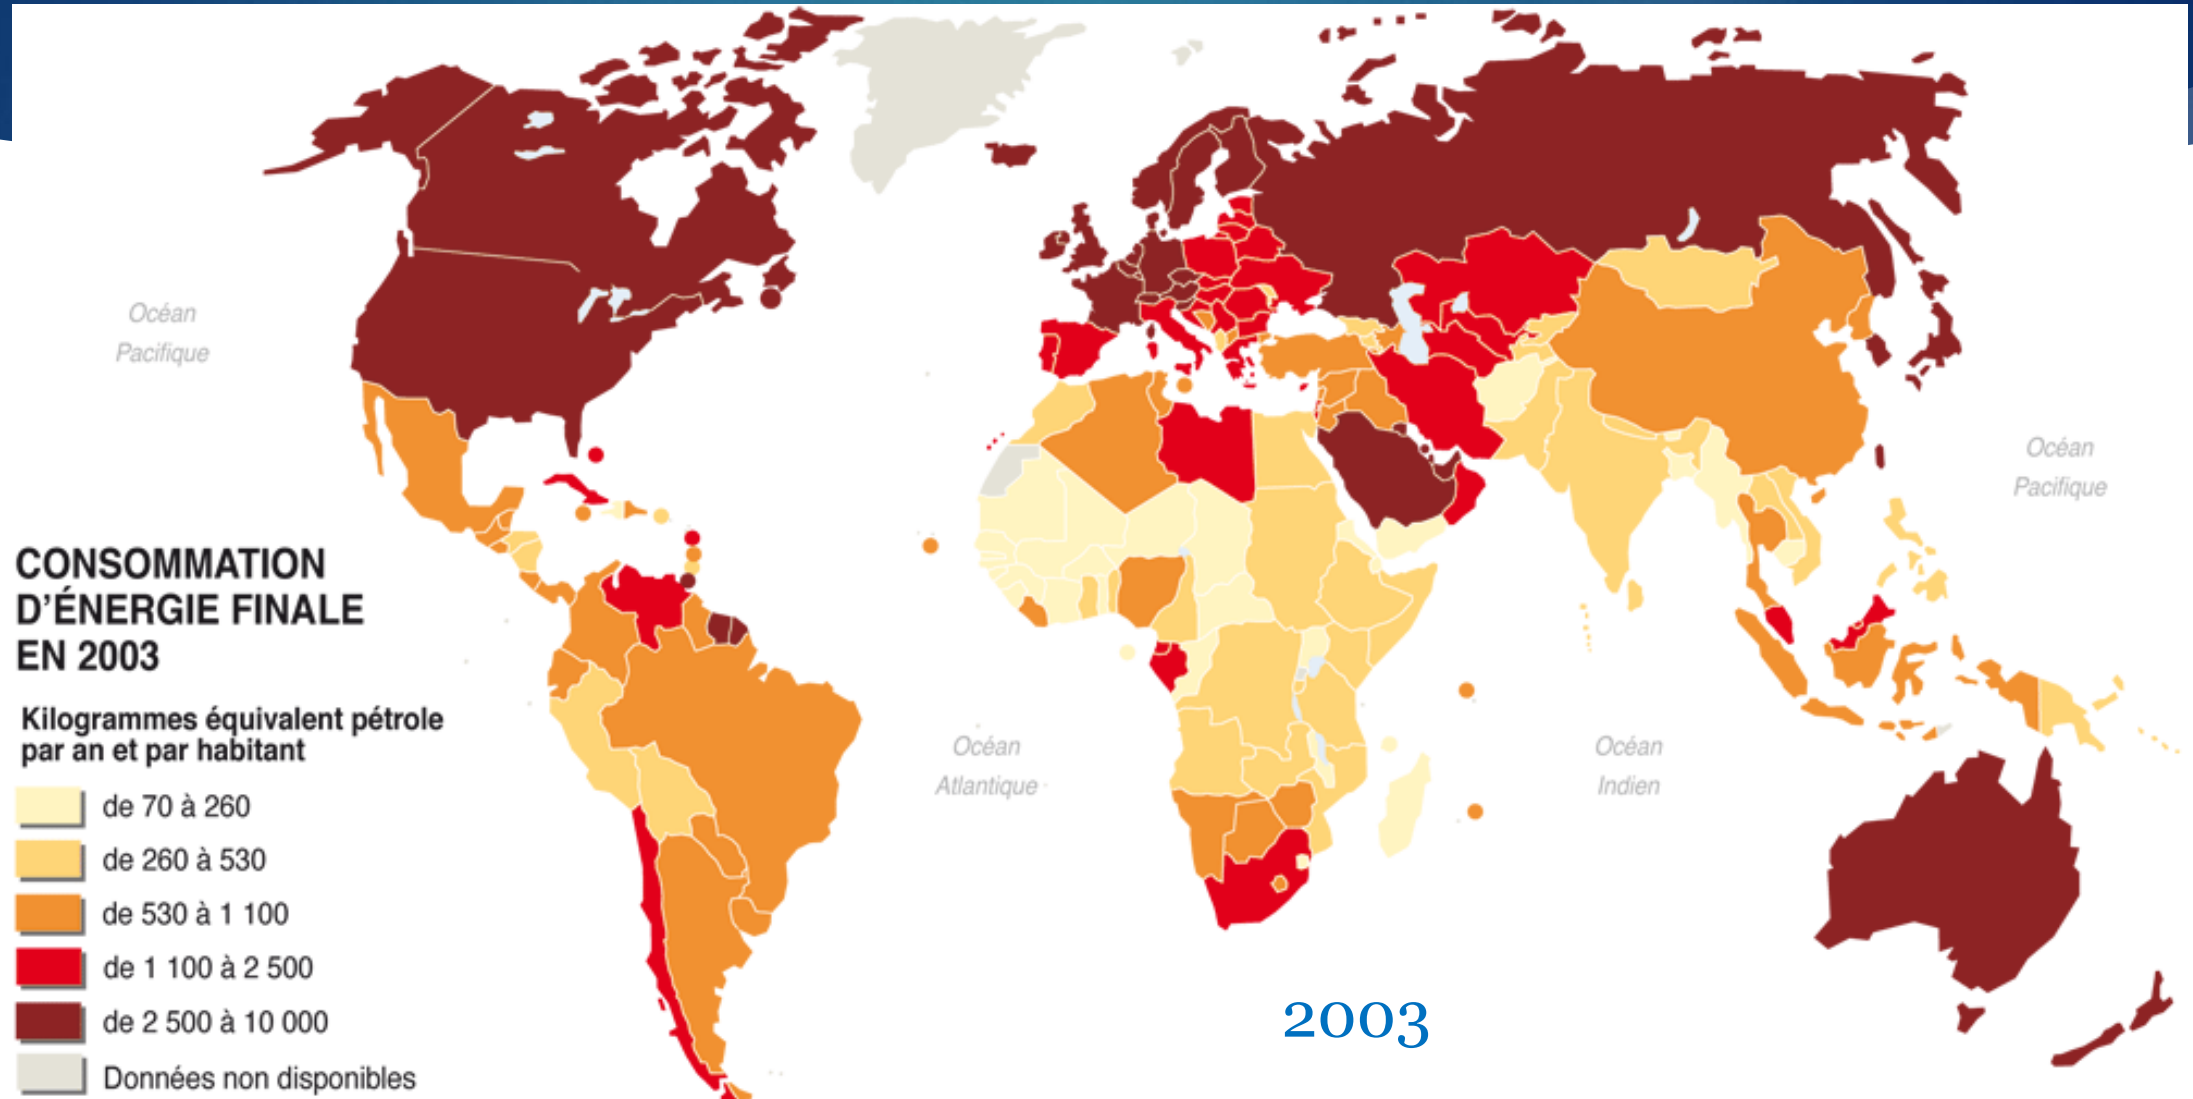 Océan
Pacifique
Océan
Pacifique
CONSOMMATION
D'ÉNERGIE FINALE
EN 2003
Kilogrammes équivalent pétrole
par an et par habitant
Océan
Atlantique
Océan
Indien
de 70 à 260
de 260 à 530
de 530 à 1 100
de 1 100 à 2 500
de 2 500 à 10 000
Données non disponibles
2003